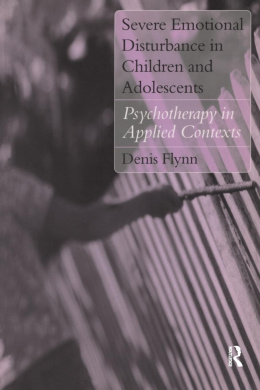 Severe Emotional
Disturbance in
Children and
Adolescents
Psychotherapy in
Applied Contexts
Denis Flynn
R